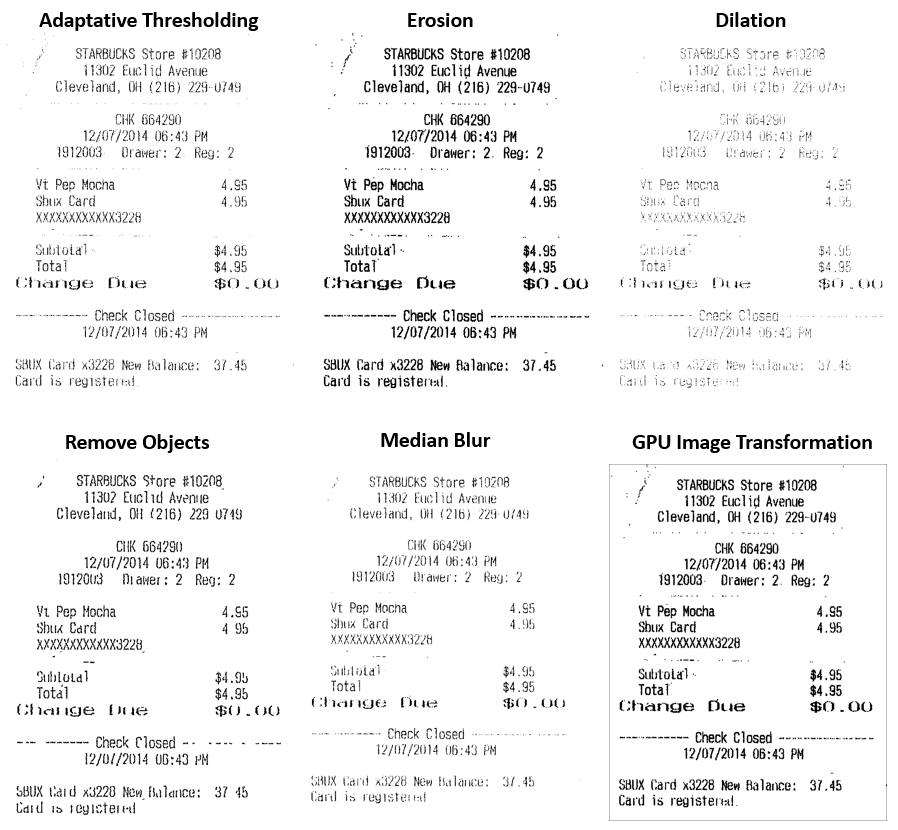 Adaptative Thresholding
STARBUCKS Store #10208
11302 Euclid Avenue
Cleveland, OH (216) 229-0749
CHK 664290
12/07/2014 06:43 PM
1912003 Drawer: 2 Reg: 2
Vt Pep Mocha 4.95
Sbux Card 4.95
XXXXXXXXXXXX3228
Subtotal $4.95
Total $4.95
Change Due $0.00
Check Closed
12/07/2014 06:43 PM
SBUX Card x3228 New Balance: 37.45
Card is registered.
Erosion
STARBUCKS Store #10208
11302 Euclid Avenue
Cleveland, OH (216) 229-0749
CHK 664290
12/07/2014 06:43 PM
1912003 Drawer: 2 Reg: 2
Vt Pep Mocha 4.95
Sbux Card 4.95
XXXXXXXXXXXX3228
Subtotal $4.95
Total $4.95
Change Due $0.00
Check Closed
12/07/2014 06:43 PM
SBUX Card x3228 New Balance: 37.45
Card is registered.
Dilation
STARBUCKS Store #10208
11302 Euclid Avenue
Cleveland, OH (216) 229-0749
CHK 664290
12/07/2014 06:43 PM
1912003 Drawer: 2 Reg: 2
Vt Pep Mocha 4.95
Sbux Card 4.95
XXXXXXXXXXXX3228
Subtotal $4.95
Total $4.95
Change Due $0.00
Check Closed
12/07/2014 06:43 PM
SBUX Card x3228 New Balance: 37.45
Card is registered
Remove Objects
STARBUCKS Store #10208
11302 Euclid Avenue
Cleveland, OH (216) 229 0749
CHK 664290
12/07/2014 06:43 PM
1912003 Drawer: 2 Reg: 2
Vt Pep Mocha 4.95
Sbux Card 4 95
XXXXXXXXXXXX3228
Subtotal $4.95
Total $4.95
Change Due $0.00
Check Closed
12/07/2014 06:43 PM
SBUX Card x3228 New Balance: 37 45
Card is registered
Median Blur
STARBUCKS Store #10208
11302 Euclid Avenue
Cleveland, OH (216) 229-0749
CHK 664290
12/07/2014 06:43 PM
1912003 Drawer: 2 Reg: 2
Vt Pep Mocha 4.95
Sbux Card 4.95
XXXXXXXXXXXX3228
Subtotal $4.95
Total $4.95
Change Due $0.00
Check Closed
12/07/2014 06:43 PM
SBUX Card x3228 New Balance: 37.45
Card is registered
GPU Image Transformation
STARBUCKS Store #10208
11302 Euclid Avenue
Cleveland, OH (216) 229-0749
CHK 664290
12/07/2014 06:43 PM
1912003 Drawer: 2 Reg: 2
Vt Pep Mocha 4.95
Sbux Card 4.95
XXXXXXXXXXXX3228
Subtotal $4.95
Total $4.95
Change Due $0.00
Check Closed
12/07/2014 06:43 PM
SBUX Card x3228 New Balance: 37.45
Card is registered.